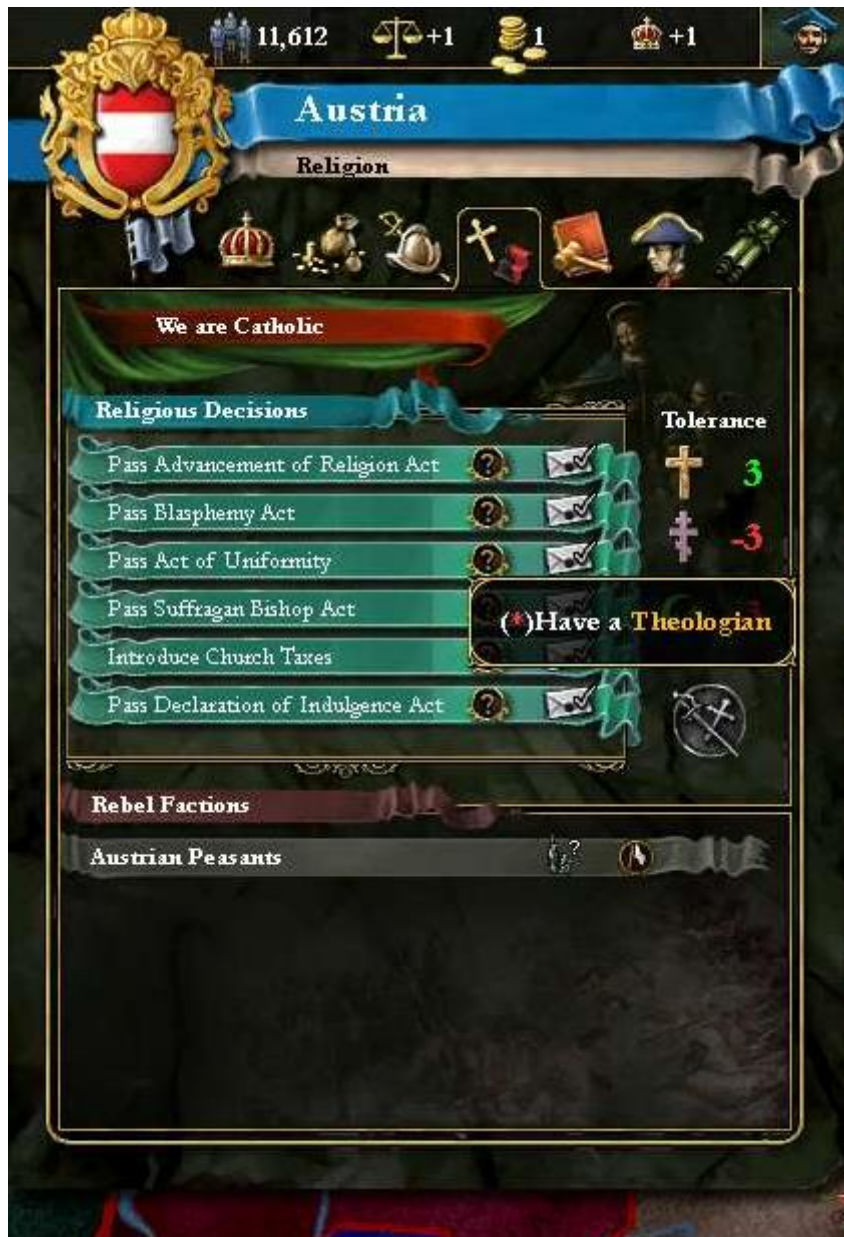 11,612 +1 1 +1
Austria
Religion
We are Catholic
Religious Decisions
Tolerance
Pass Advancement of Religion Act ?
3
Pass Blasphemy Act ?
-3
Pass Act of Uniformity ?
Pass Suffragan Bishop Act
(*)Have a Theologian
Introduce Church Taxes
Pass Declaration of Indulgence Act ?
Rebel Factions
Austrian Peasants ?